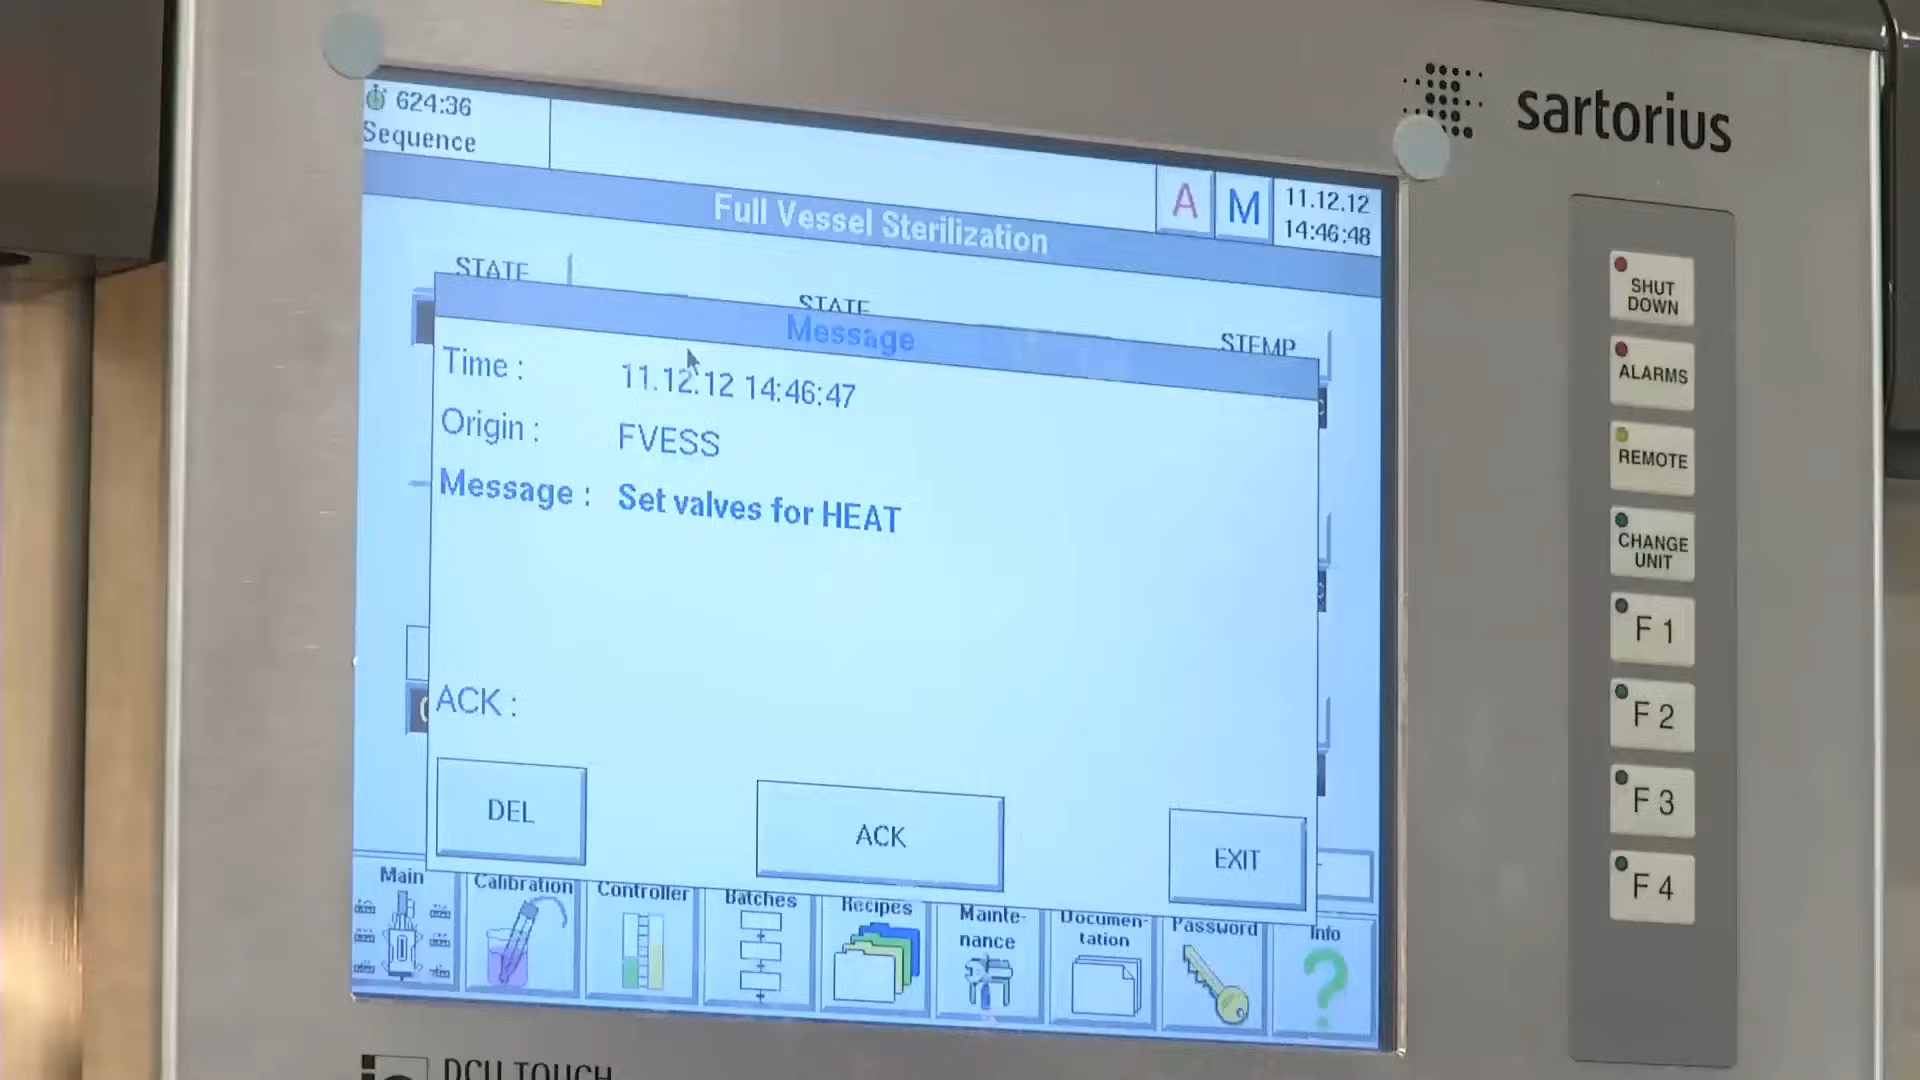 624:36
Sequence
sartorius
A
M
11.12.12
14:46:48
Full Vessel Sterilization
STATE
STATE
STEMP
Message
Time : 11.12.12 14:46:47
Origin : FVESS
Message : Set valves for HEAT
ACK :
DEL
ACK
EXIT
Main
Calibration
Controller
Batches
Recipes
Mainte-
nance
Documen-
tation
Password
Info
?
SHUT
DOWN
ALARMS
REMOTE
CHANGE
UNIT
F 1
F 2
F 3
F 4
DCU TOUCH